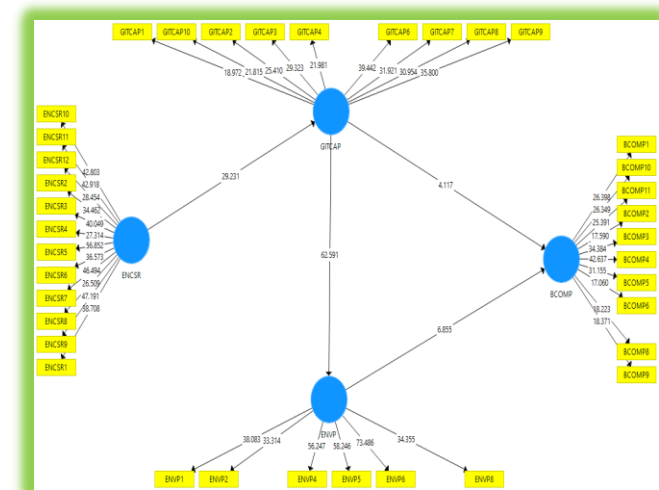 GITCAP1 GITCAP10 GITCAP2 GITCAP3 GITCAP4 GITCAP6 GITCAP7 GITCAP8 GITCAP9
18.972 21.815 25.410 29.323 21.981 39.442 31.921 30.954 35.800
GITCAP
ENCSR10
ENCSR11
ENCSR12
ENCSR2
ENCSR3
ENCSR4
ENCSR5
ENCSR6
ENCSR7
ENCSR8
ENCSR9
ENCSR1
42.803
42.918
28.454
34.462
40.049
27.314
56.852
36.573
46.494
26.509
47.191
38.708
ENCSR
29.231
4.117
62.591
6.855
BCOMP1
BCOMP10
BCOMP11
BCOMP2
BCOMP3
BCOMP4
BCOMP5
BCOMP6
BCOMP8
BCOMP9
26.398
26.349
25.391
17.590
34.384
42.637
31.155
17.060
18.223
18.371
BCOMP
ENVP
38.083 33.314 56.247 58.246 73.486 34.355
ENVP1 ENVP2 ENVP4 ENVP5 ENVP6 ENVP8